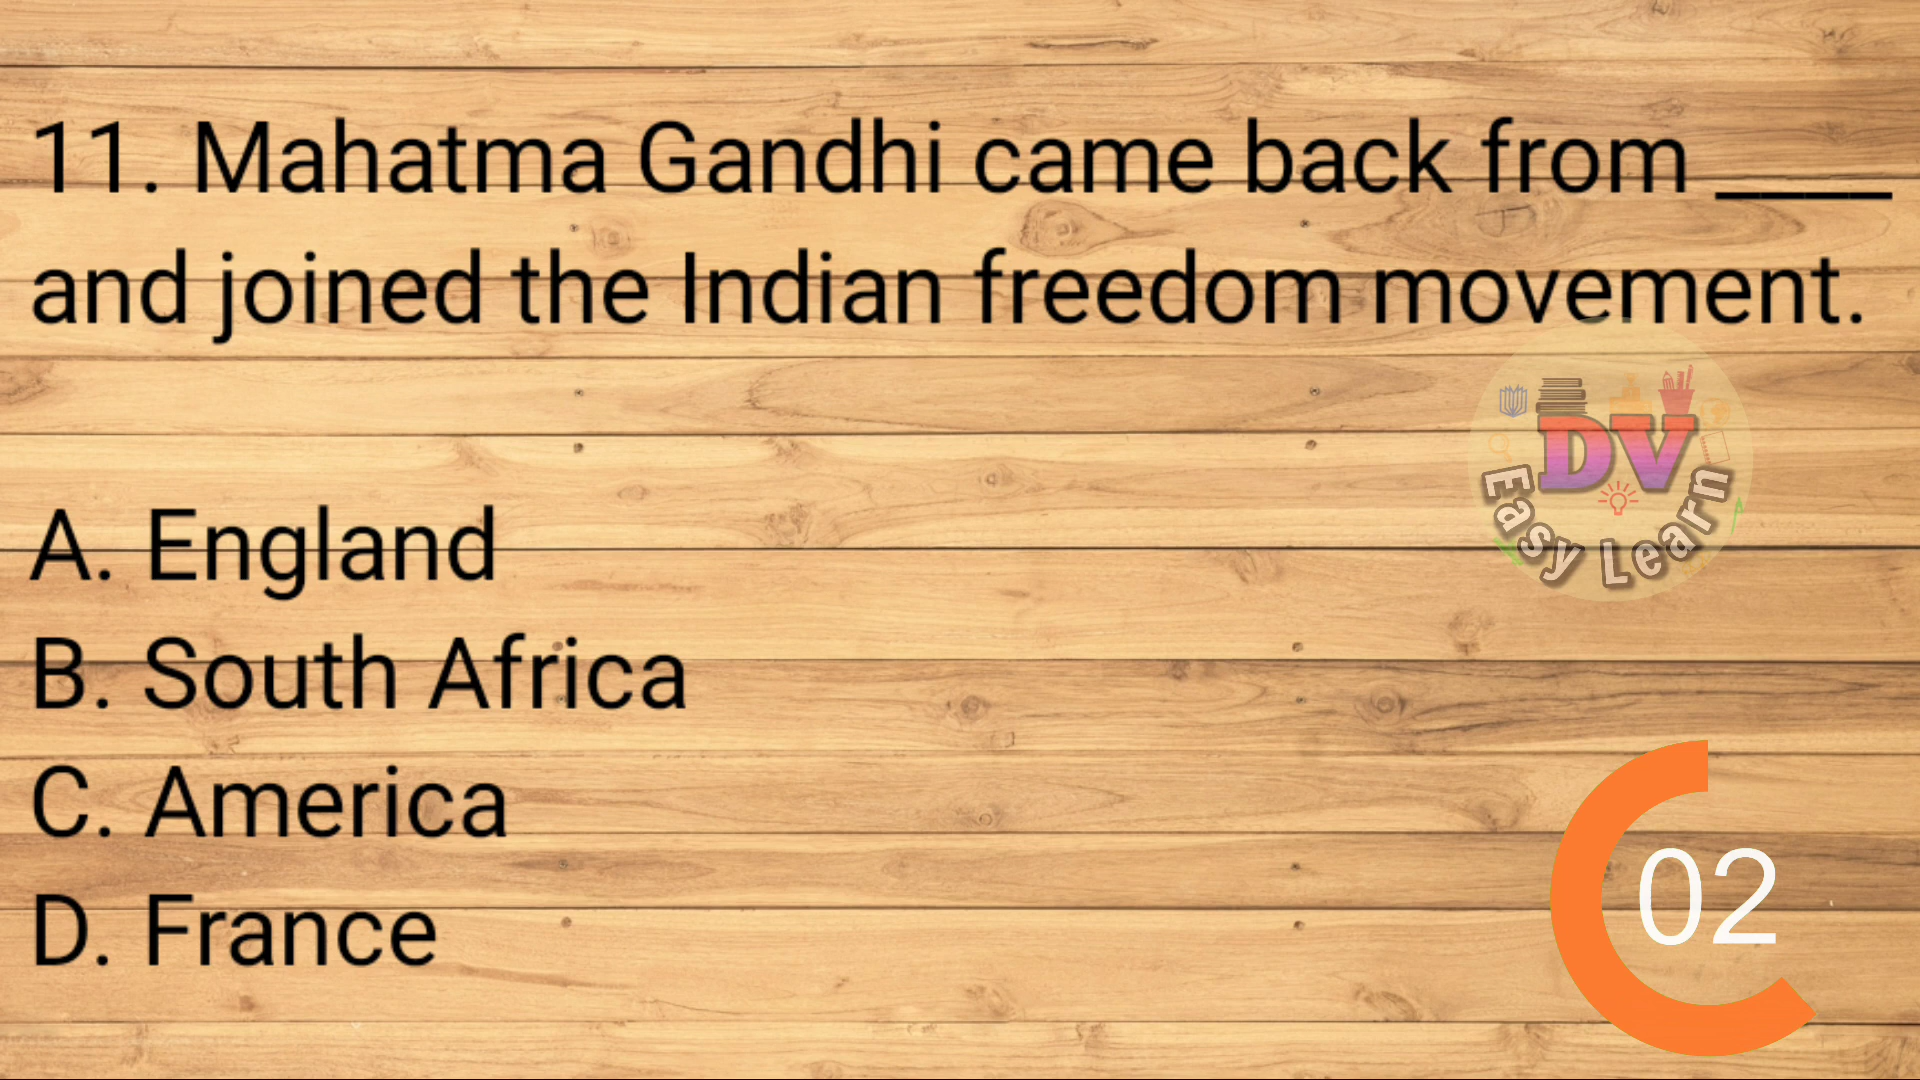 11. Mahatma Gandhi came back from ____
and joined the Indian freedom movement.
A. England
B. South Africa
C. America
D. France
DV
Easy Learn
02